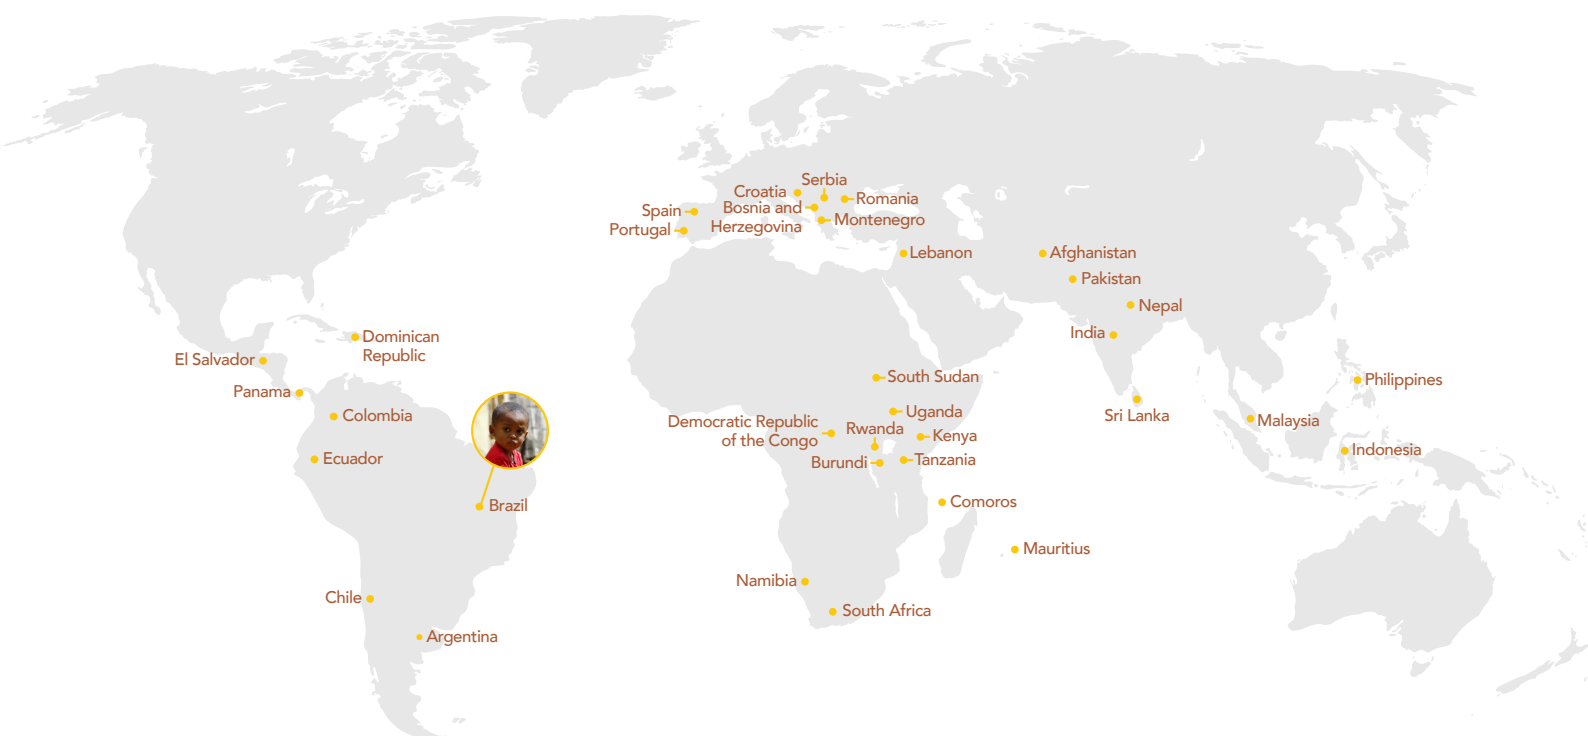 Serbia
Croatia
Romania
Bosnia and
Herzegovina
Spain
Montenegro
Portugal
Lebanon
Afghanistan
Pakistan
Nepal
India
Dominican
Republic
El Salvador
Panama
South Sudan
Philippines
Colombia
Uganda
Sri Lanka
Malaysia
Democratic Republic
of the Congo
Rwanda
Kenya
Indonesia
Ecuador
Burundi
Tanzania
Brazil
Comoros
Mauritius
Namibia
Chile
South Africa
Argentina